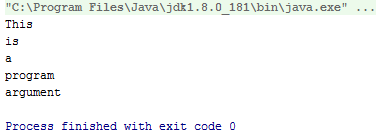 "C:\Program Files\Java\jdk1.8.0_181\bin\java.exe" ...
This
is
a
program
argument
Process finished with exit code 0